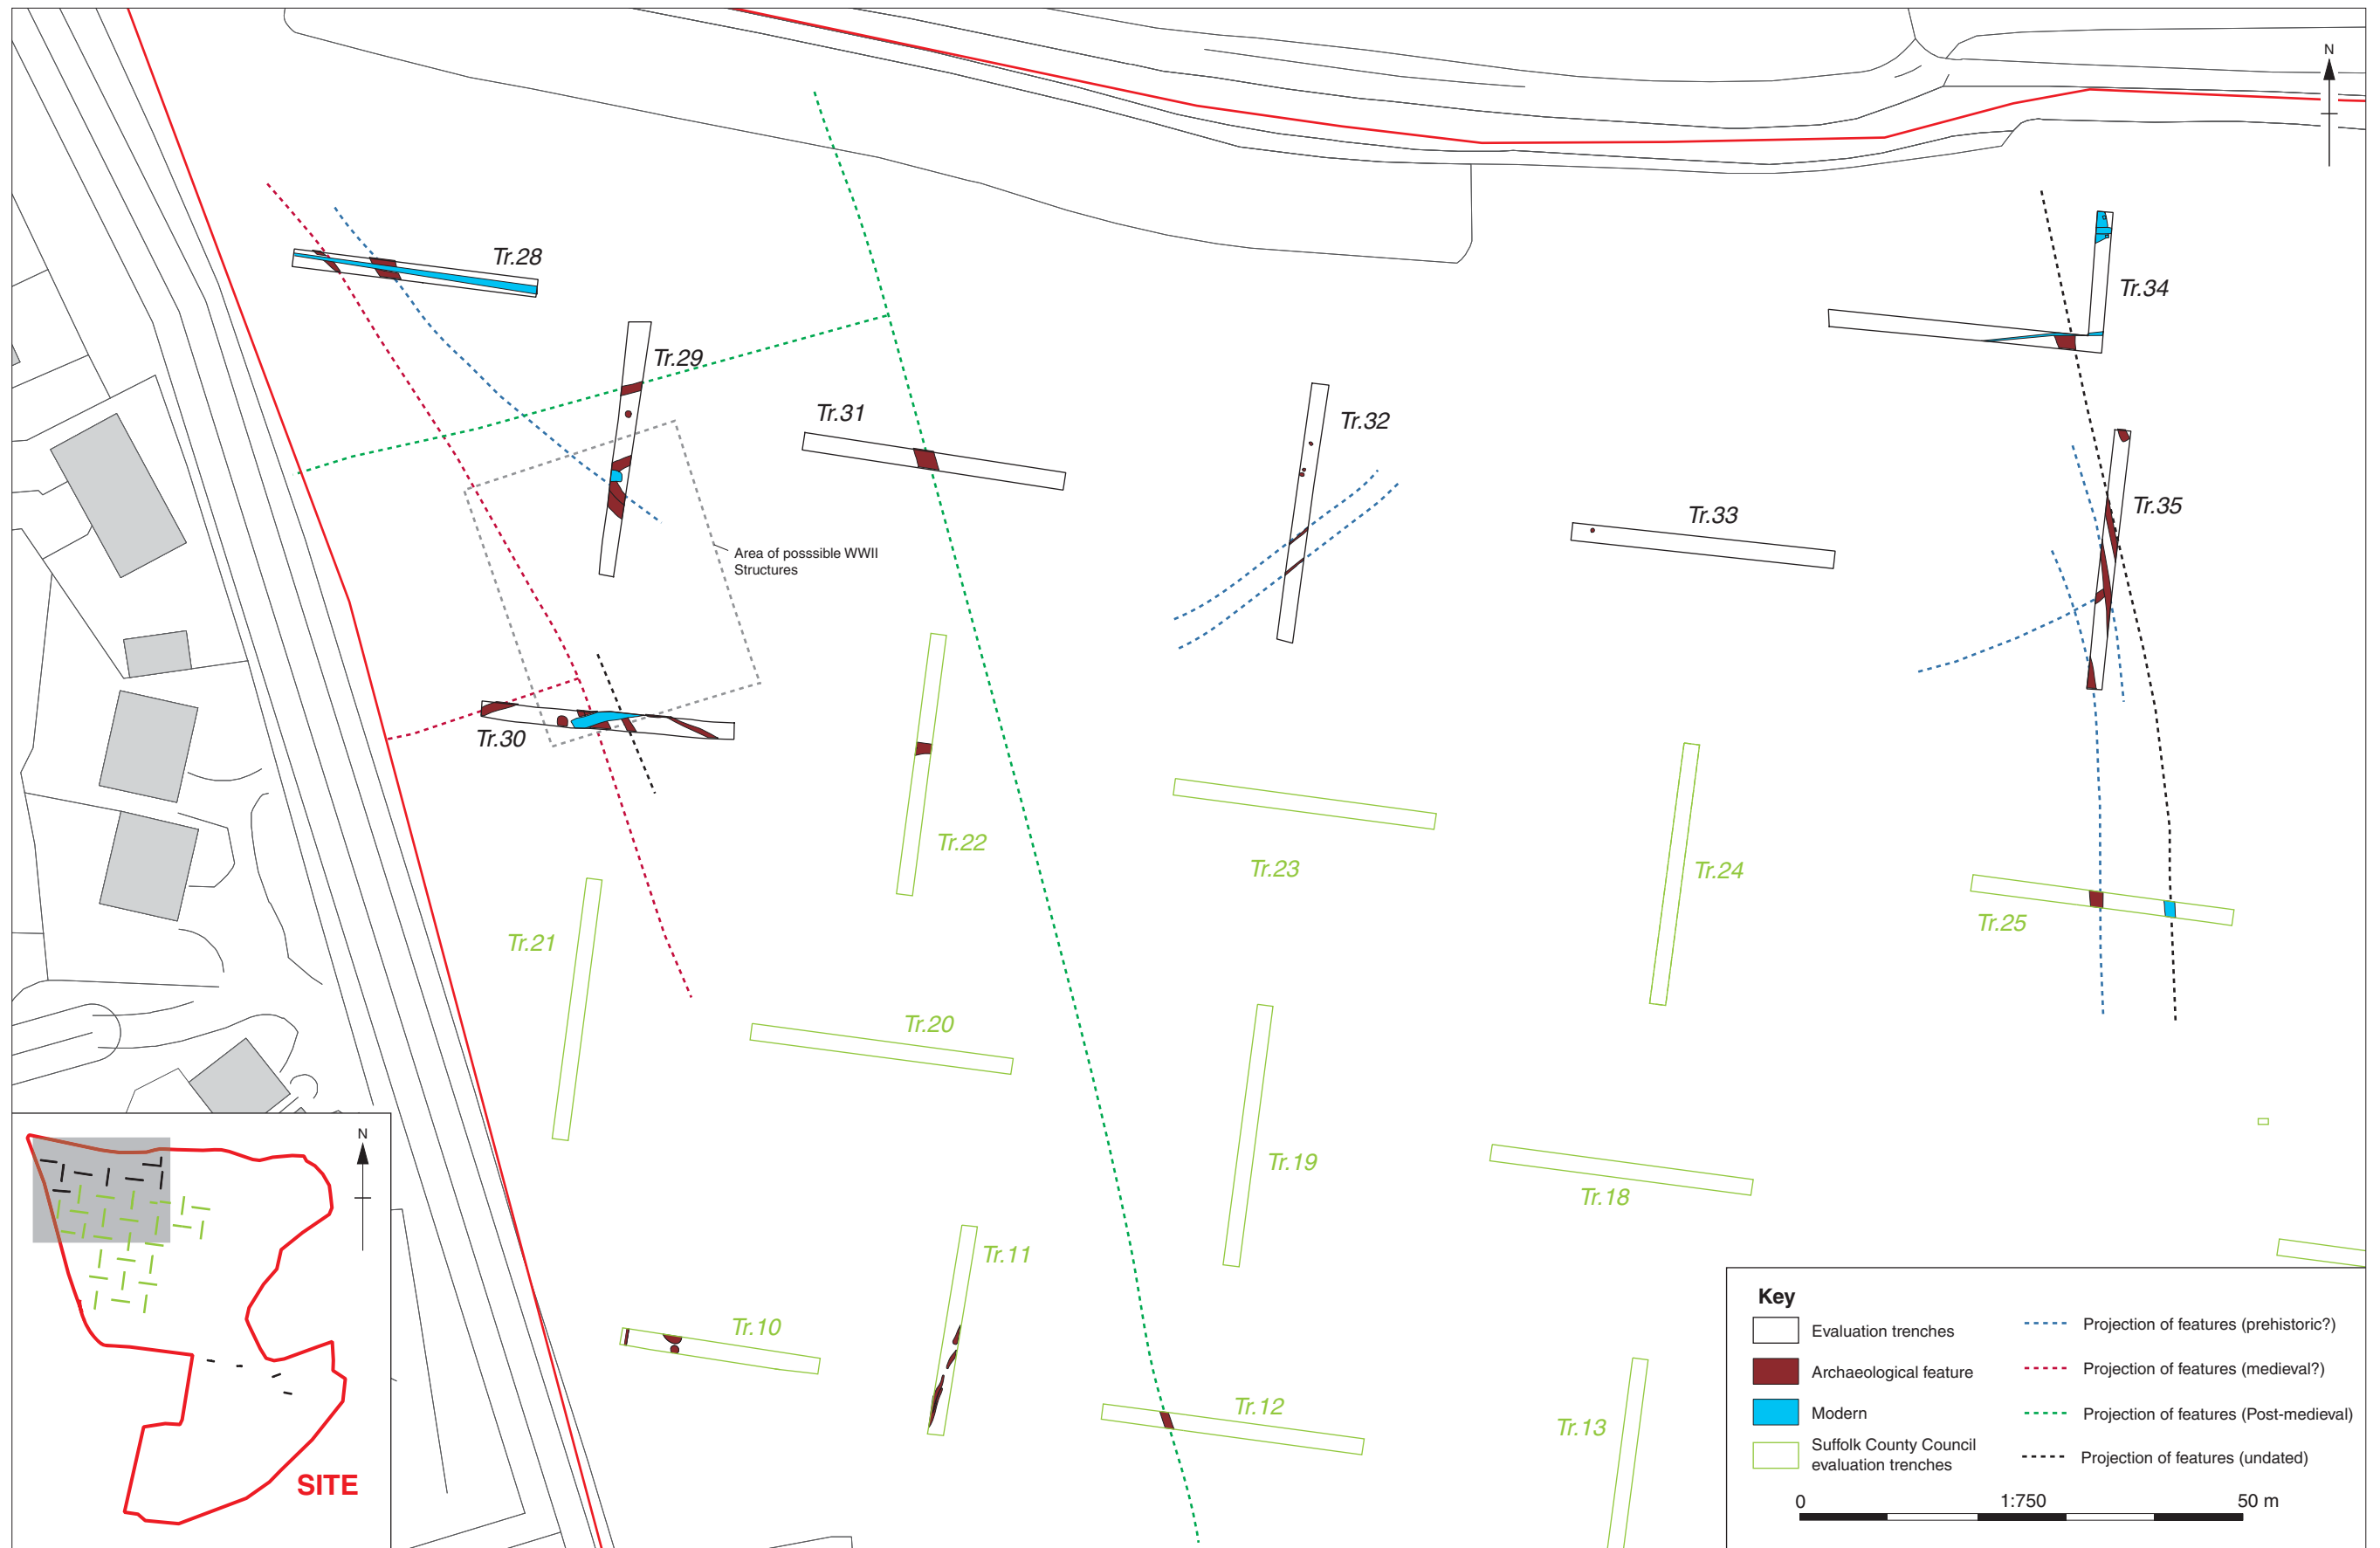 N
Tr.28
Tr.34
Tr.29
Tr.31
Tr.32
Tr.35
Tr.33
Area of posssible WWII
Structures
Tr.30
Tr.22
Tr.23
Tr.24
Tr.21
Tr.25
Tr.20
Tr.19
Tr.18
Tr.11
Tr.10
Tr.12
Tr.13
N
SITE
Key
Evaluation trenches
Archaeological feature
Modern
Suffolk County Council
evaluation trenches
Projection of features (prehistoric?)
Projection of features (medieval?)
Projection of features (Post-medieval)
Projection of features (undated)
0 1:750 50 m